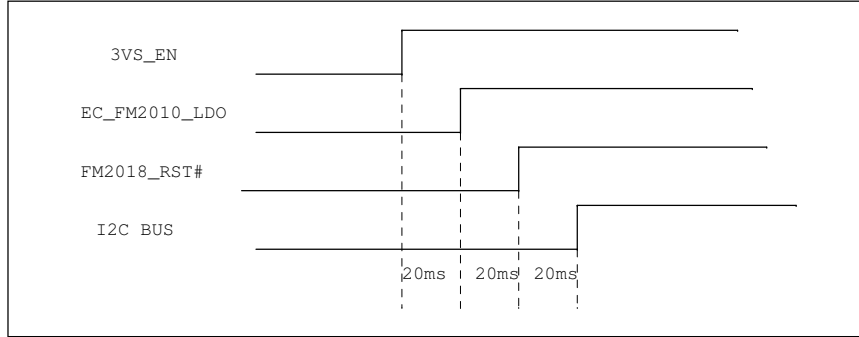 3VS_EN
EC_FM2010_LDO
FM2018_RST#
I2C BUS
20ms 20ms 20ms